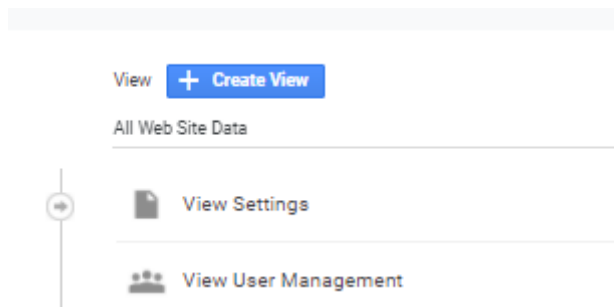 View + Create View
All Web Site Data
View Settings
View User Management